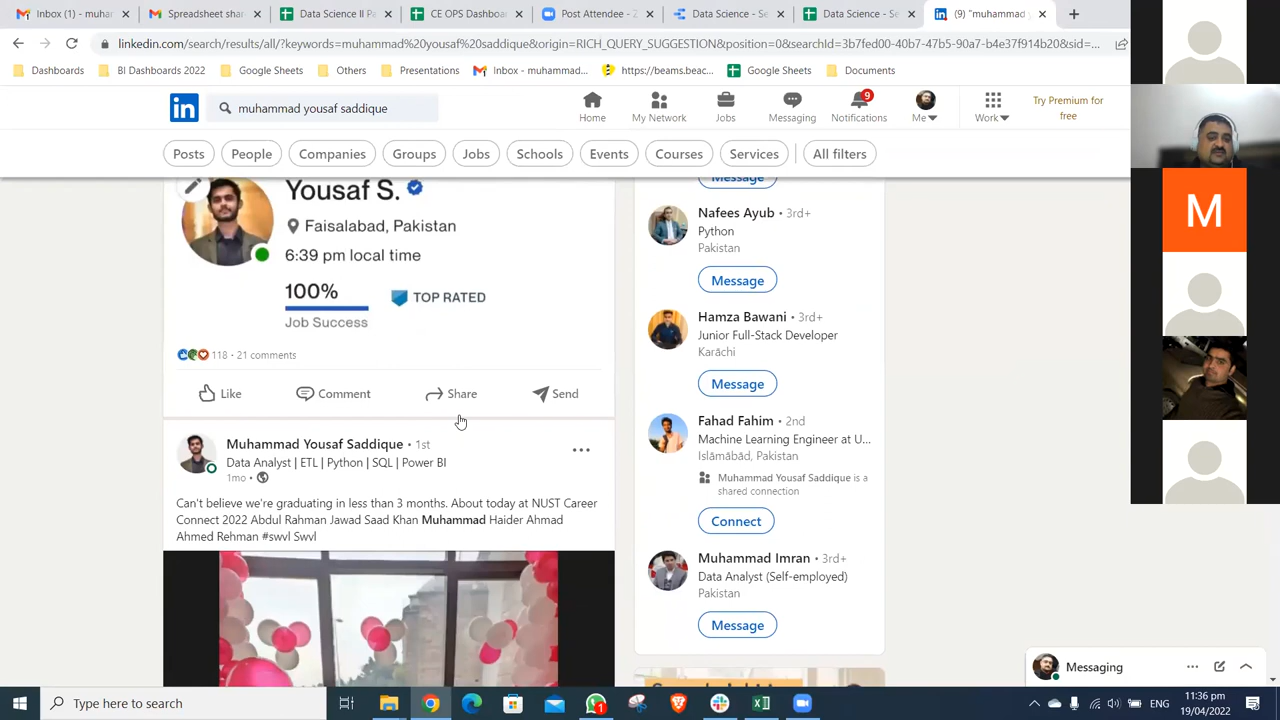 Inbox (1) - muham
Spreadsheet
Data Science II Pa
CE OPS Dashboa
Post Attendee - Z
Data Science - Se
Data Science - Se
(9) "muhammad y
linkedin.com/search/results/all/?keywords=muhammad%20yousaf%20saddique&origin=RICH_QUERY_SUGGESTION&position=0&searchId=3b7fed00-40b7-47b5-90a7-b4e37f914b20&sid=...
Dashboards
BI Dashboards 2022
Google Sheets
Others
Presentations
Inbox - muhammad...
https://beams.beac...
Google Sheets
Documents
in
muhammad yousaf saddique
Home
My Network
Jobs
Messaging
9
Notifications
Me
Work
Try Premium for
free
Posts
People
Companies
Groups
Jobs
Schools
Events
Courses
Services
All filters
Yousaf S.
Faisalabad, Pakistan
6:39 pm local time
100%
TOP RATED
Job Success
118 • 21 comments
Like
Comment
Share
Send
Muhammad Yousaf Saddique • 1st
Data Analyst | ETL | Python | SQL | Power BI
1mo •
Can't believe we're graduating in less than 3 months. About today at NUST Career
Connect 2022 Abdul Rahman Jawad Saad Khan Muhammad Haider Ahmad
Ahmed Rehman #swvl Swvl
Message
Nafees Ayub • 3rd+
Python
Pakistan
Message
Hamza Bawani • 3rd+
Junior Full-Stack Developer
Karāchi
Message
Fahad Fahim • 2nd
Machine Learning Engineer at U...
Islāmābād, Pakistan
Muhammad Yousaf Saddique is a
shared connection
Connect
Muhammad Imran • 3rd+
Data Analyst (Self-employed)
Pakistan
Message
M
Messaging
Type here to search
1
11:36 pm
19/04/2022